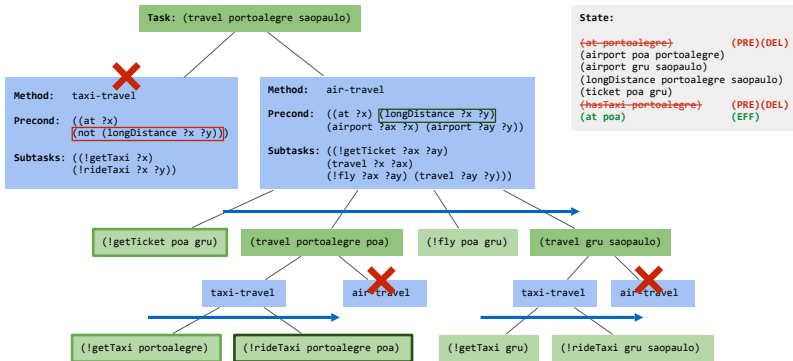 Task: (travel portoalegre saopaulo)
State:
(at portoalegre) (PRE)(DEL)
(airport poa portoalegre)
(airport gru saopaulo)
(longDistance portoalegre saopaulo)
(ticket poa gru)
(hasTaxi portoalegre) (PRE)(DEL)
(at poa) (EFF)
Method: taxi-travel
Precond: ((at ?x)
(not (longDistance ?x ?y)))
Subtasks: ((!getTaxi ?x)
(!rideTaxi ?x ?y))
Method: air-travel
Precond: ((at ?x) (longDistance ?x ?y)
(airport ?ax ?x) (airport ?ay ?y))
Subtasks: ((!getTicket ?ax ?ay)
(travel ?x ?ax)
(!fly ?ax ?ay) (travel ?ay ?y)))
(!getTicket poa gru)
(travel portoalegre poa)
(!fly poa gru)
(travel gru saopaulo)
taxi-travel
air-travel
taxi-travel
air-travel
(!getTaxi portoalegre)
(!rideTaxi portoalegre poa)
(!getTaxi gru)
(!rideTaxi gru saopaulo)